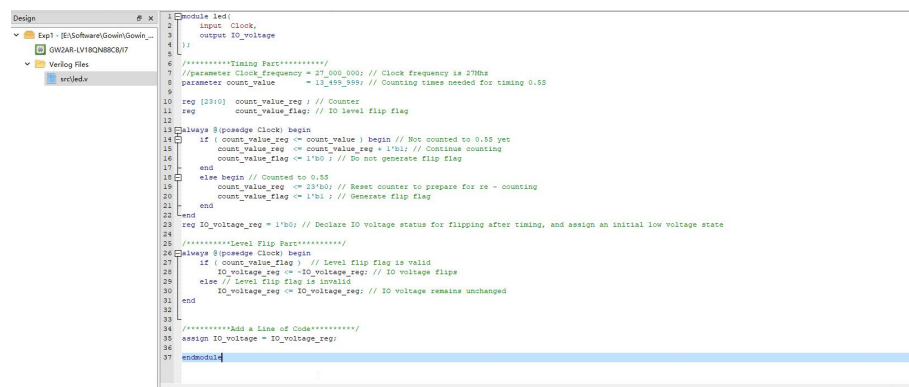 Design
Exp1 - [E:\Software\Gowin\Gowin_...
GW2AR-LV18QN88C8/I7
Verilog Files
src\led.v
1 module led(
2 input Clock,
3 output IO_voltage
4 );
5
6 /**********Timing Part**********/
7 //parameter Clock_frequency = 27_000_000; // Clock frequency is 27Mhz
8 parameter count_value = 13_499_999; // Counting times needed for timing 0.5S
9
10 reg [23:0] count_value_reg ; // Counter
11 reg count_value_flag; // IO level flip flag
12
13 always @(posedge Clock) begin
14 if ( count_value_reg <= count_value ) begin // Not counted to 0.5S yet
15 count_value_reg <= count_value_reg + 1'b1; // Continue counting
16 count_value_flag <= 1'b0 ; // Do not generate flip flag
17 end
18 else begin // Counted to 0.5S
19 count_value_reg <= 23'b0; // Reset counter to prepare for re - counting
20 count_value_flag <= 1'b1 ; // Generate flip flag
21 end
22 end
23 reg IO_voltage_reg = 1'b0; // Declare IO voltage status for flipping after timing, and assign an initial low voltage state
24
25 /**********Level Flip Part**********/
26 always @(posedge Clock) begin
27 if ( count_value_flag ) // Level flip flag is valid
28 IO_voltage_reg <= ~IO_voltage_reg; // IO voltage flips
29 else // Level flip flag is invalid
30 IO_voltage_reg <= IO_voltage_reg; // IO voltage remains unchanged
31 end
32
33
34 /**********Add a Line of Code**********/
35 assign IO_voltage = IO_voltage_reg;
36
37 endmodule